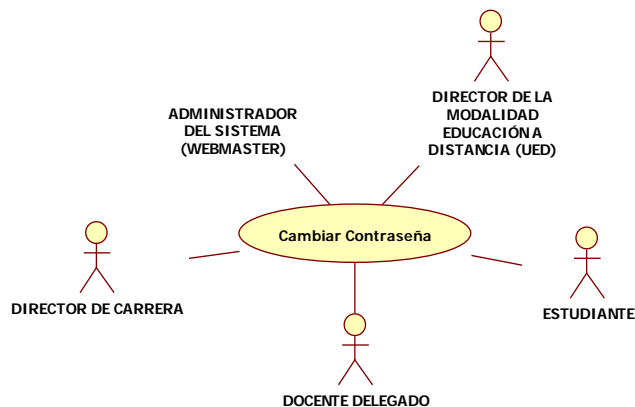 ADMINISTRADOR
DEL SISTEMA
(WEBMASTER)
DIRECTOR DE LA
MODALIDAD
EDUCACIÓN A
DISTANCIA (UED)
Cambiar Contraseña
DIRECTOR DE CARRERA
ESTUDIANTE
DOCENTE DELEGADO